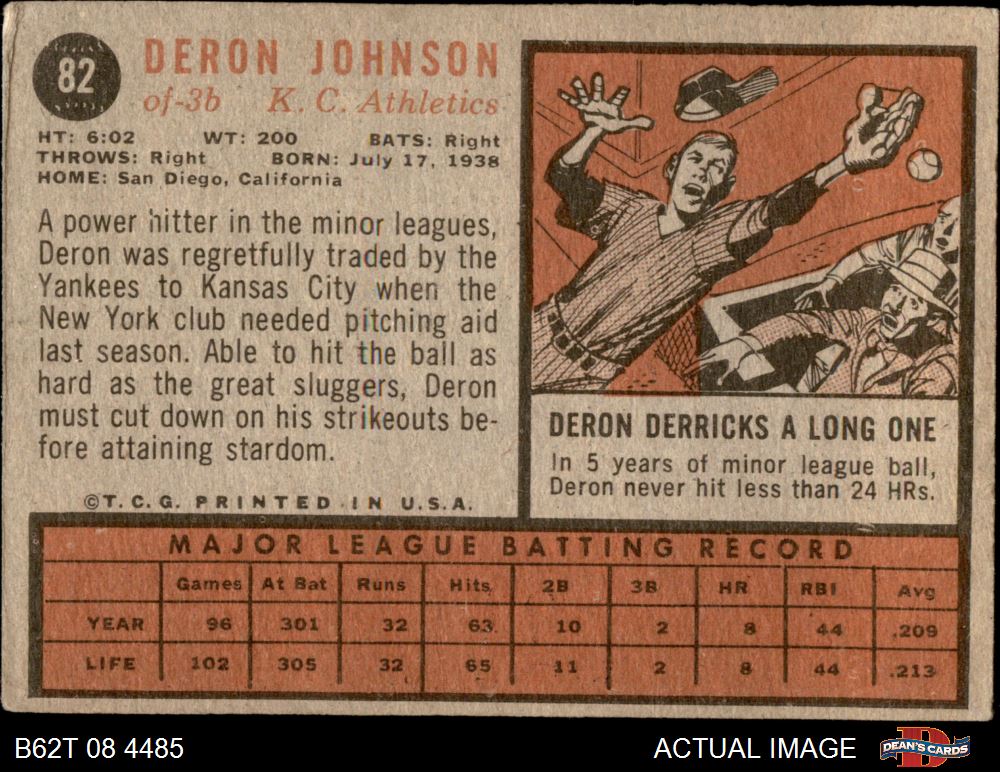 82
DERON JOHNSON
of-3b K. C. Athletics
HT: 6:02 WT: 200 BATS: Right
THROWS: Right BORN: July 17, 1938
HOME: San Diego, California
A power hitter in the minor leagues,
Deron was regretfully traded by the
Yankees to Kansas City when the
New York club needed pitching aid
last season. Able to hit the ball as
hard as the great sluggers, Deron
must cut down on his strikeouts be-
fore attaining stardom.
©T.C.G. PRINTED IN U.S.A.
DERON DERRICKS A LONG ONE
In 5 years of minor league ball,
Deron never hit less than 24 HRs.
MAJOR LEAGUE BATTING RECORD
Games At Bat Runs Hits 2B 3B HR RBI Avg
YEAR 96 301 32 63 10 2 8 44 .209
LIFE 102 305 32 65 11 2 8 44 .213
B62T 08 4485 ACTUAL IMAGE D DEAN'S CARDS